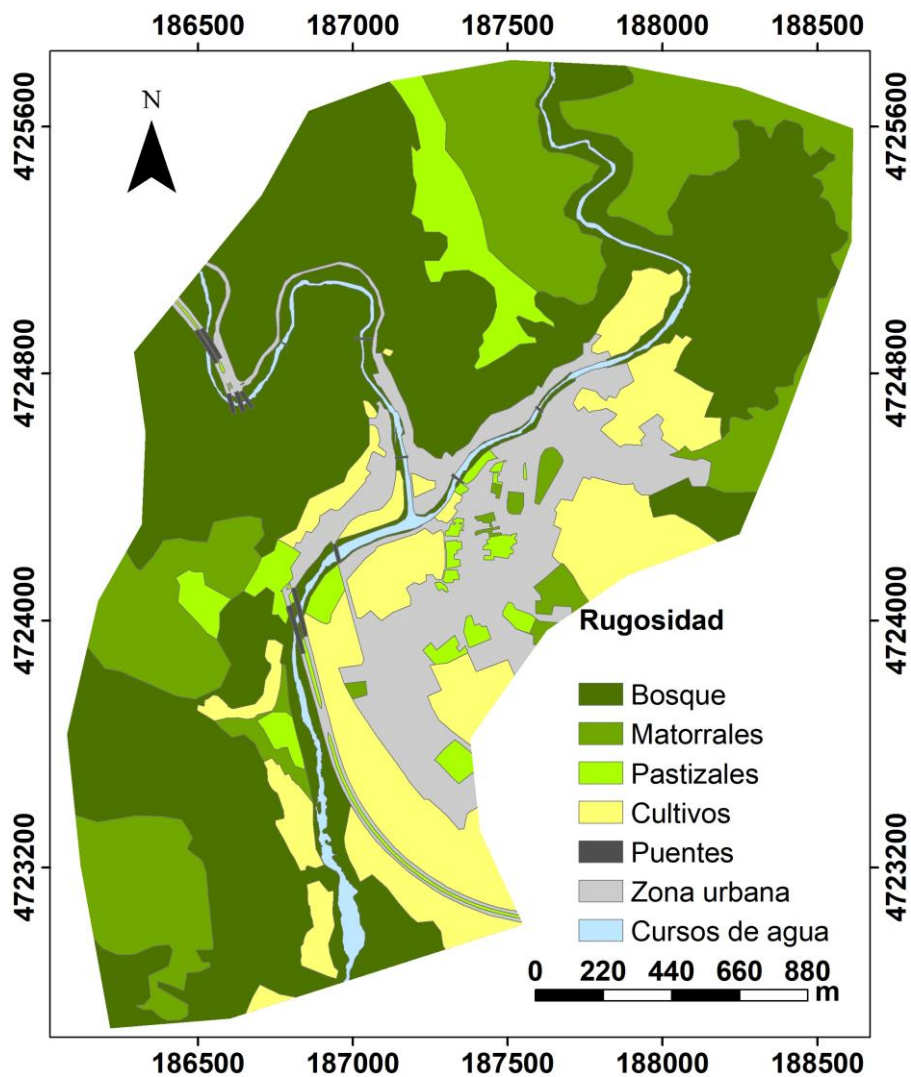 186500 187000 187500 188000 188500
4725600 4725600
N
4724800 4724800
4724000 4724000
Rugosidad
Bosque
Matorrales
Pastizales
Cultivos
Puentes
4723200 4723200
Zona urbana
Cursos de agua
0 220 440 660 880
m
186500 187000 187500 188000 188500